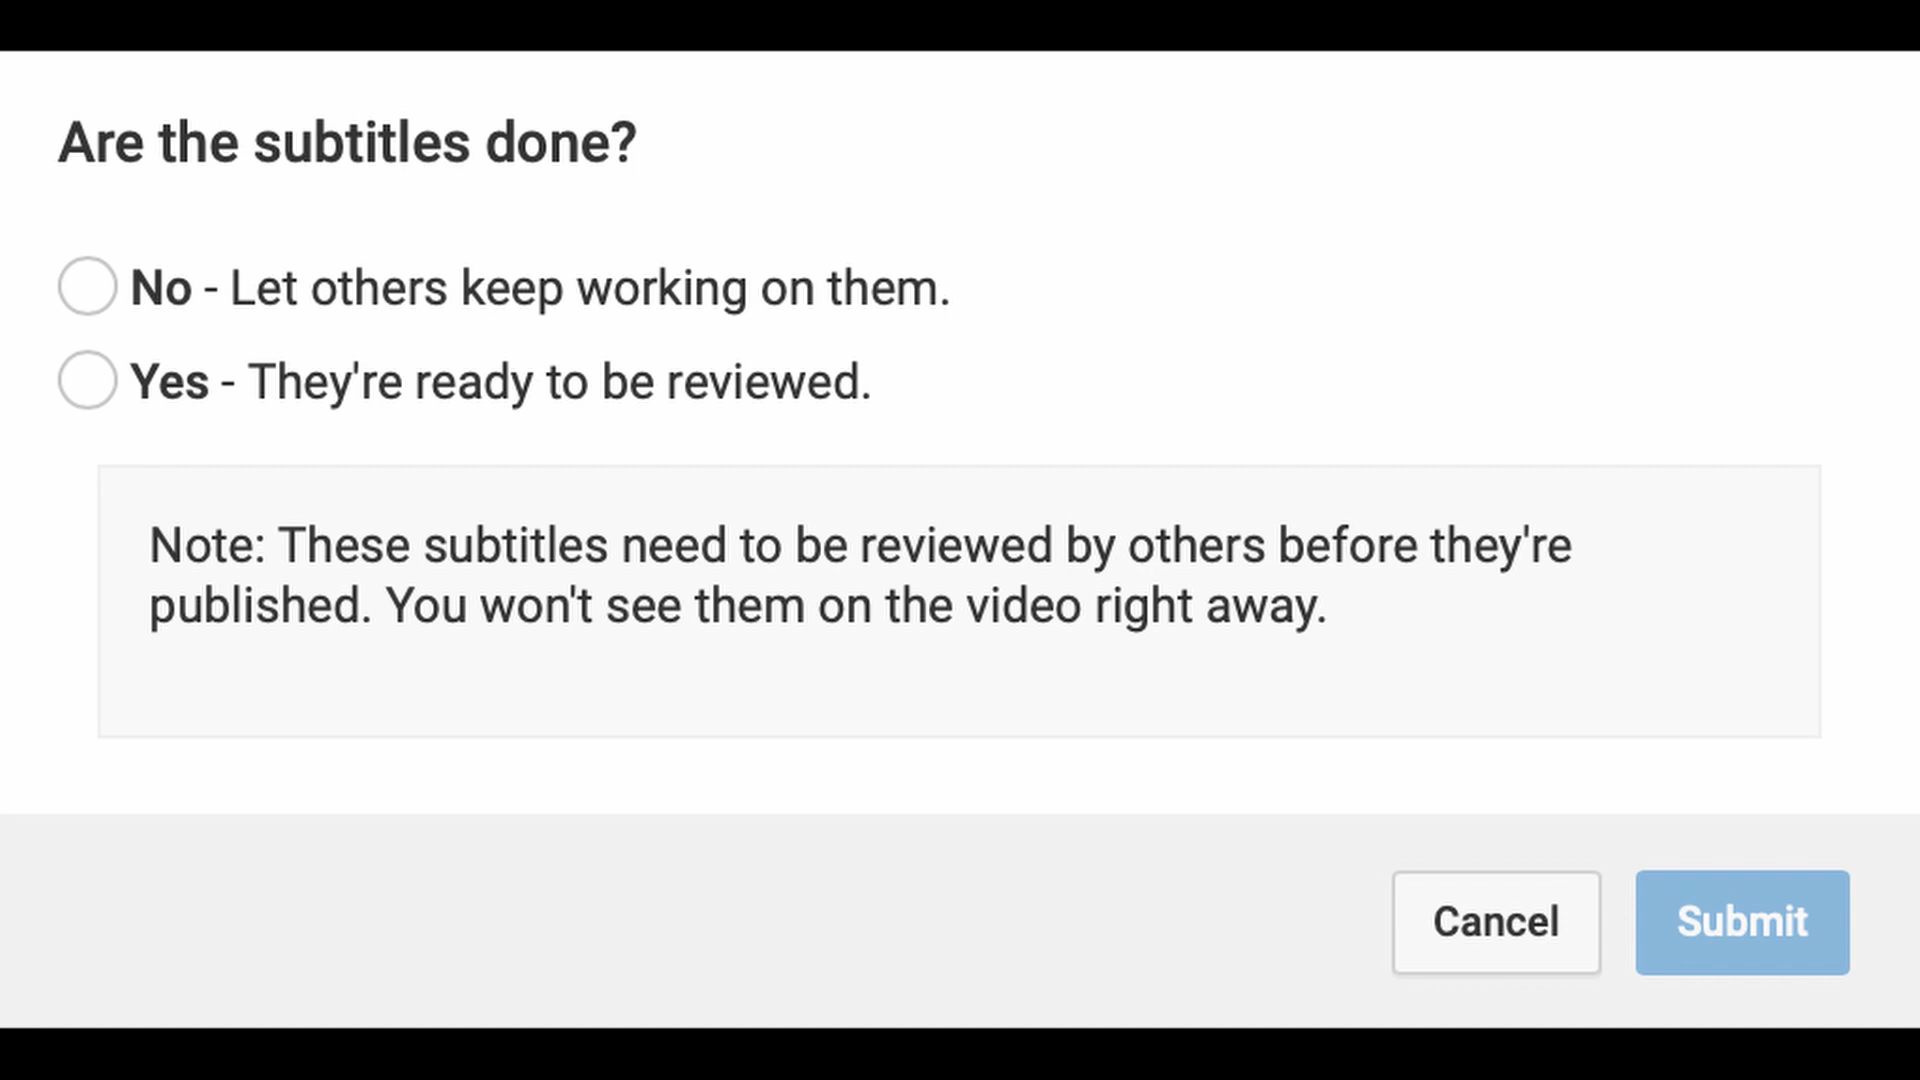 Are the subtitles done?
No - Let others keep working on them.
Yes - They're ready to be reviewed.
Note: These subtitles need to be reviewed by others before they're
published. You won't see them on the video right away.
Cancel
Submit